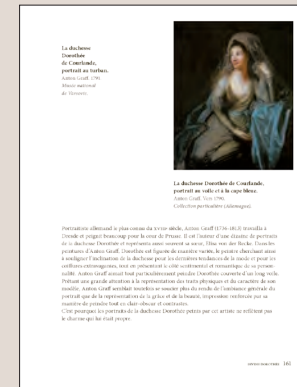 La duchesse
Dorothée
de Courlande,
portrait au turban.
Anton Graff, 1791
Musée national
de Varsovie.
La duchesse Dorothée de Courlande,
portrait au voile et à la cape bleue.
Anton Graff. Vers 1790.
Collection particulière (Allemagne).
Portraitiste allemand le plus connu du XVIIIe siècle, Anton Graff (1736-1813) travailla à
Dresde et peignit beaucoup pour la cour de Prusse. Il est l'auteur d'une dizaine de portraits
de la duchesse Dorothée et représenta aussi souvent sa sœur, Elisa von der Recke. Dans les
peintures d'Anton Graff, Dorothée est figurée de manière variée, le peintre cherchant ainsi
à souligner l'inclination de la duchesse pour les dernières tendances de la mode et pour les
coiffures extravagantes, tout en présentant le côté sentimental et romantique de sa person-
nalité. Anton Graff aimait tout particulièrement peindre Dorothée couverte d'un long voile.
Prêtant une grande attention à la représentation des traits physiques et du caractère de son
modèle, Anton Graff semblait toutefois se soucier plus du rendu de l'ambiance générale du
portrait que de la représentation de la grâce et de la beauté, impression renforcée par sa
manière de peindre tout en clair-obscur et contrastes.
C'est pourquoi les portraits de la duchesse Dorothée peints par cet artiste ne reflètent pas
le charme qui lui était propre.
161